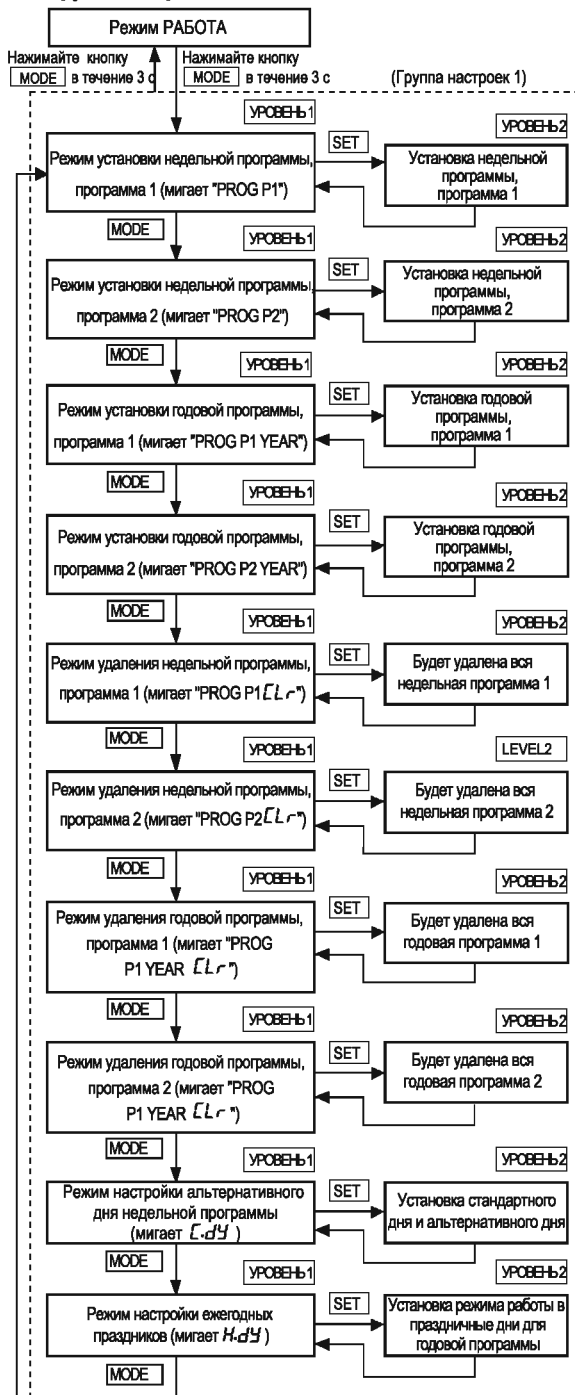 Режим РАБОТА
Нажимайте кнопку
MODE в течение 3 с
Нажимайте кнопку
MODE в течение 3 с
(Группа настроек 1)
УРОВЕНЬ1
УРОВЕНЬ2
Режим установки недельной программы,
программа 1 (мигает "PROG P1")
SET
Установка недельной
программы,
программа 1
MODE
УРОВЕНЬ1
УРОВЕНЬ2
Режим установки недельной программы,
программа 2 (мигает "PROG P2")
SET
Установка недельной
программы,
программа 2
MODE
УРОВЕНЬ1
УРОВЕНЬ2
Режим установки годовой программы,
программа 1 (мигает "PROG P1 YEAR")
SET
Установка годовой
программы,
программа 1
MODE
УРОВЕНЬ1
УРОВЕНЬ2
Режим установки годовой программы,
программа 2 (мигает "PROG P2 YEAR")
SET
Установка годовой
программы,
программа 2
MODE
УРОВЕНЬ1
УРОВЕНЬ2
Режим удаления недельной программы,
программа 1 (мигает "PROG P1 CLr")
SET
Будет удалена вся
недельная программа 1
MODE
УРОВЕНЬ1
LEVEL2
Режим удаления недельной программы,
программа 2 (мигает "PROG P2 CLr")
SET
Будет удалена вся
недельная программа 2
MODE
УРОВЕНЬ1
УРОВЕНЬ2
Режим удаления годовой программы,
программа 1 (мигает "PROG
P1 YEAR CLr")
SET
Будет удалена вся
годовая программа 1
MODE
УРОВЕНЬ1
УРОВЕНЬ2
Режим удаления годовой программы,
программа 2 (мигает "PROG
P1 YEAR CLr")
SET
Будет удалена вся
годовая программа 2
MODE
УРОВЕНЬ1
УРОВЕНЬ2
Режим настройки альтернативного
дня недельной программы
(мигает C.dY )
SET
Установка стандартного
дня и альтернативного дня
MODE
УРОВЕНЬ1
УРОВЕНЬ2
Режим настройки ежегодных
праздников (мигает H.dY )
SET
Установка режима работы в
праздничные дни для
годовой программы
MODE